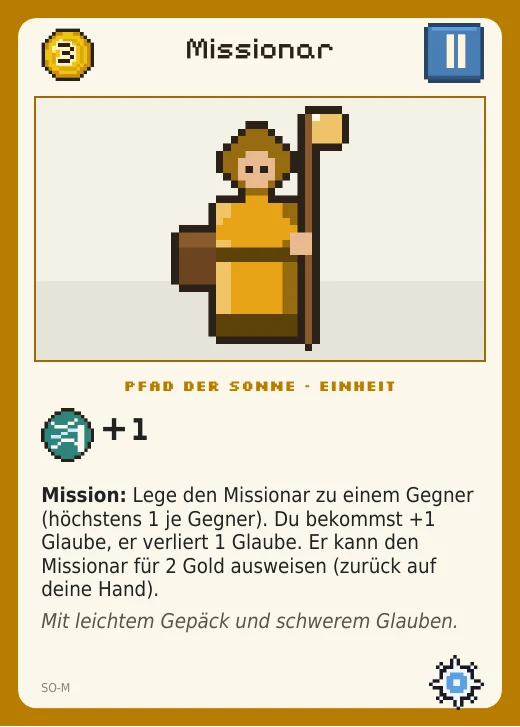 3
Missionar
II
PFAD DER SONNE - EINHEIT
+1
Mission: Lege den Missionar zu einem Gegner
(höchstens 1 je Gegner). Du bekommst +1
Glaube, er verliert 1 Glaube. Er kann den
Missionar für 2 Gold ausweisen (zurück auf
deine Hand).
Mit leichtem Gepäck und schwerem Glauben.
SO-M